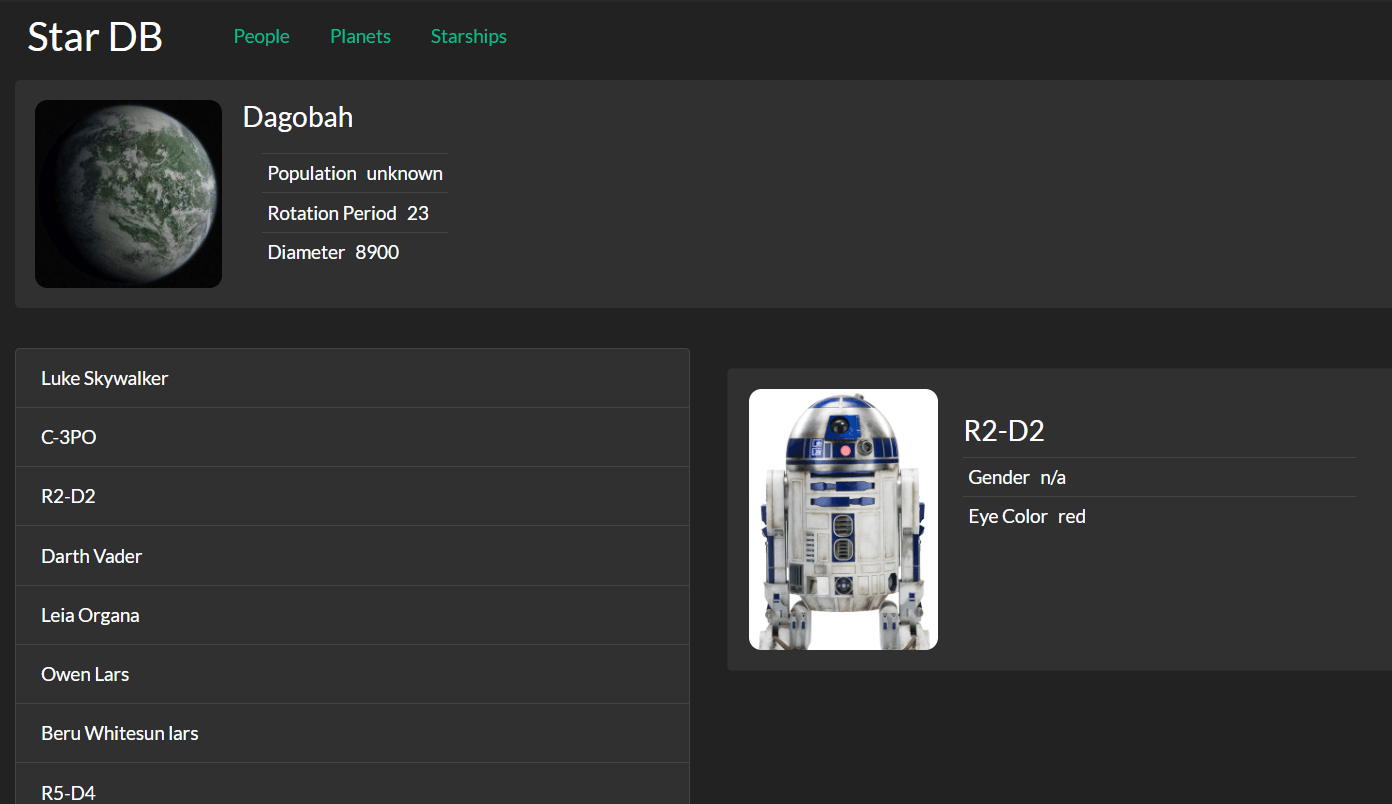 Star DB People Planets Starships
Dagobah
Population unknown
Rotation Period 23
Diameter 8900
Luke Skywalker
C-3PO
R2-D2
Darth Vader
Leia Organa
Owen Lars
Beru Whitesun lars
R5-D4
R2-D2
Gender n/a
Eye Color red